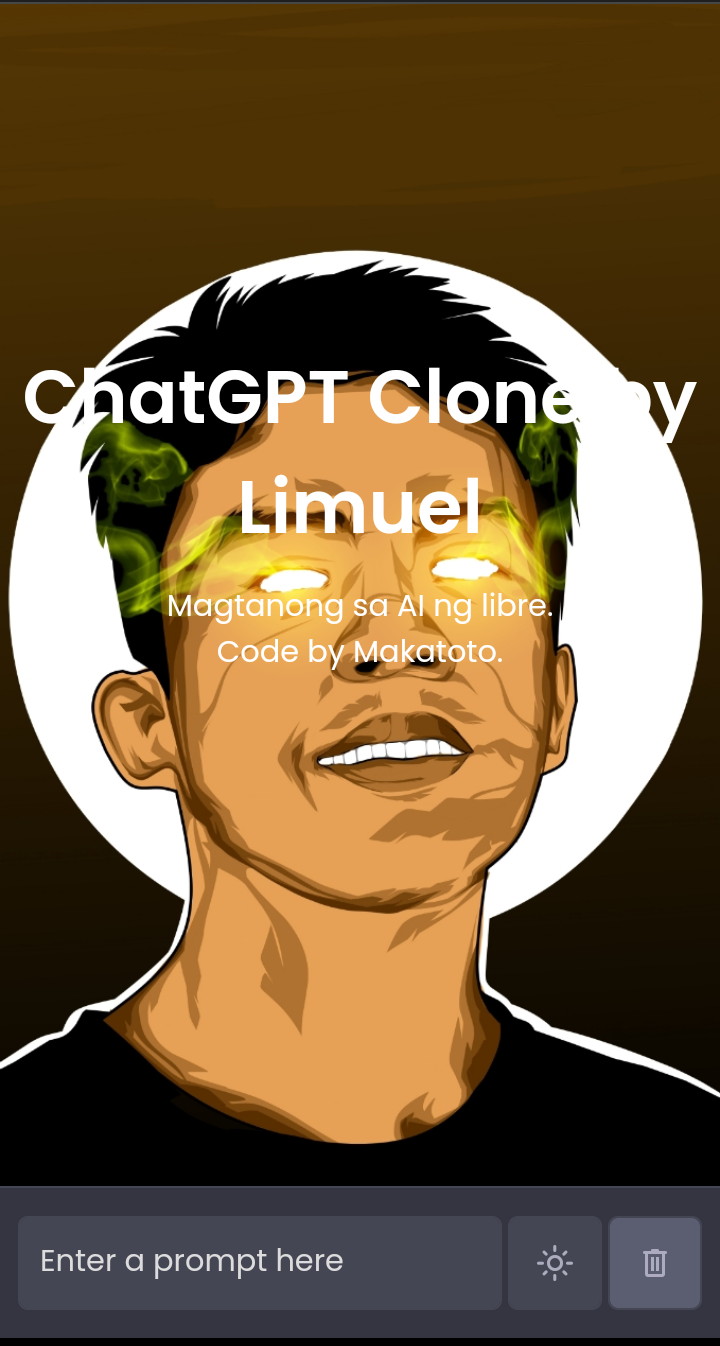 ChatGPT Clone by
Limuel
Magtanong sa AI ng libre.
Code by Makatoto.
Enter a prompt here